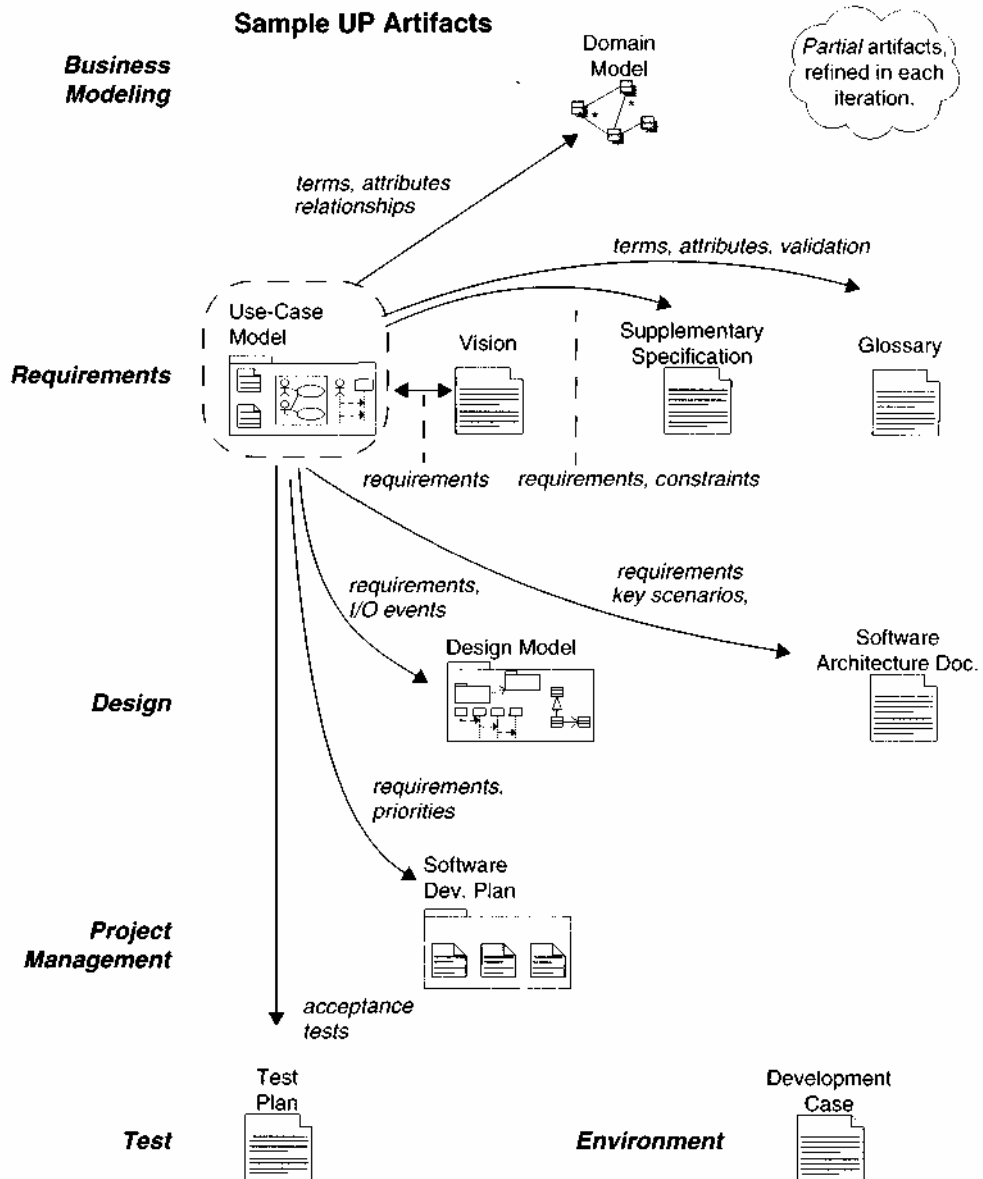 Sample UP Artifacts
Business
Modeling
Domain
Model
Partial artifacts,
refined in each
iteration.
*
*
terms, attributes
relationships
terms, attributes, validation
Requirements
Use-Case
Model
Vision
Supplementary
Specification
Glossary
requirements
requirements, constraints
requirements,
I/O events
requirements
key scenarios,
Design
Design Model
Software
Architecture Doc.
requirements,
priorities
Project
Management
Software
Dev. Plan
acceptance
tests
Test
Test
Plan
Environment
Development
Case